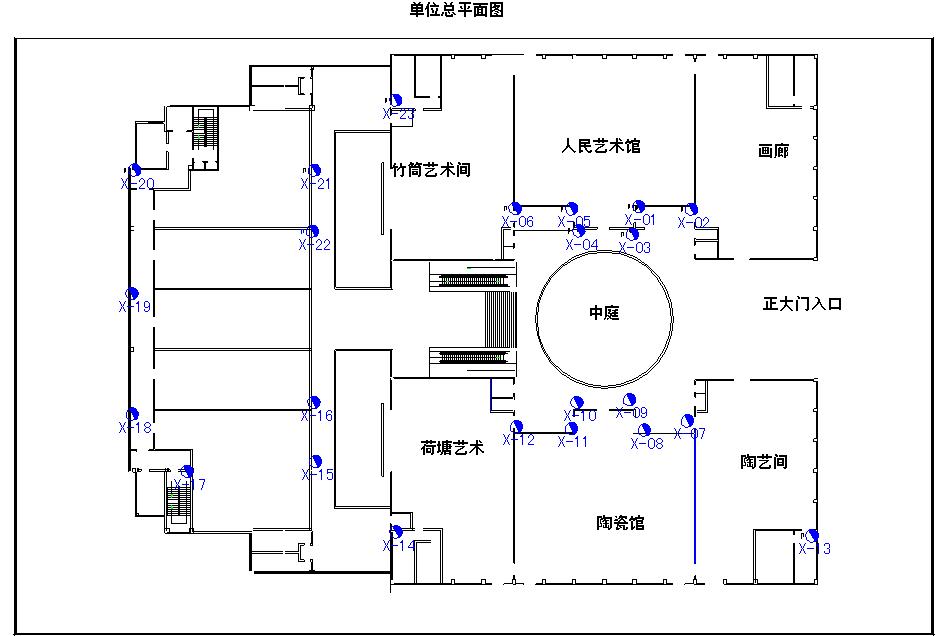 单位总平面图
X-23
人民艺术馆
画廊
竹筒艺术间
X-20
X-21
X-06
X-05
X-01
X-02
X-22
X-04
X-03
X-19
中庭
正大门入口
X-16
X-10
X-09
X-18
X-12
X-11
X-08
X-07
荷塘艺术
陶艺间
X-15
X-17
陶瓷馆
X-14
X-13